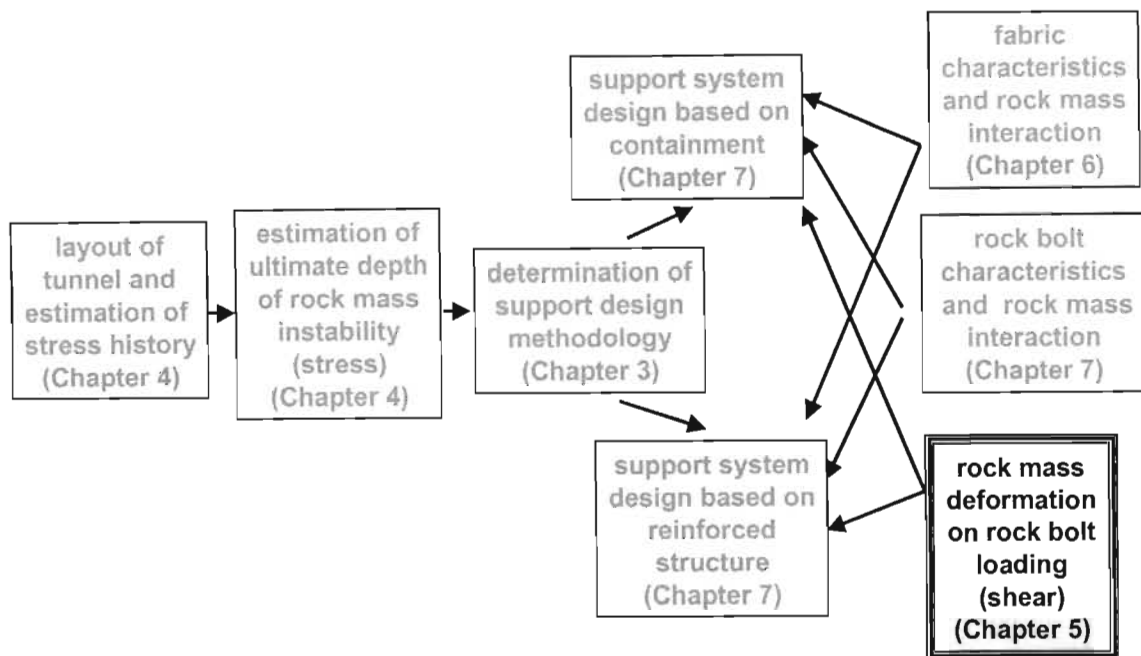 layout of
tunnel and
estimation of
stress history
(Chapter 4)
estimation of
ultimate depth
of rock mass
instability
(stress)
(Chapter 4)
determination of
support design
methodology
(Chapter 3)
support system
design based on
containment
(Chapter 7)
support system
design based on
reinforced
structure
(Chapter 7)
fabric
characteristics
and rock mass
interaction
(Chapter 6)
rock bolt
characteristics
and rock mass
interaction
(Chapter 7)
rock mass
deformation
on rock bolt
loading
(shear)
(Chapter 5)